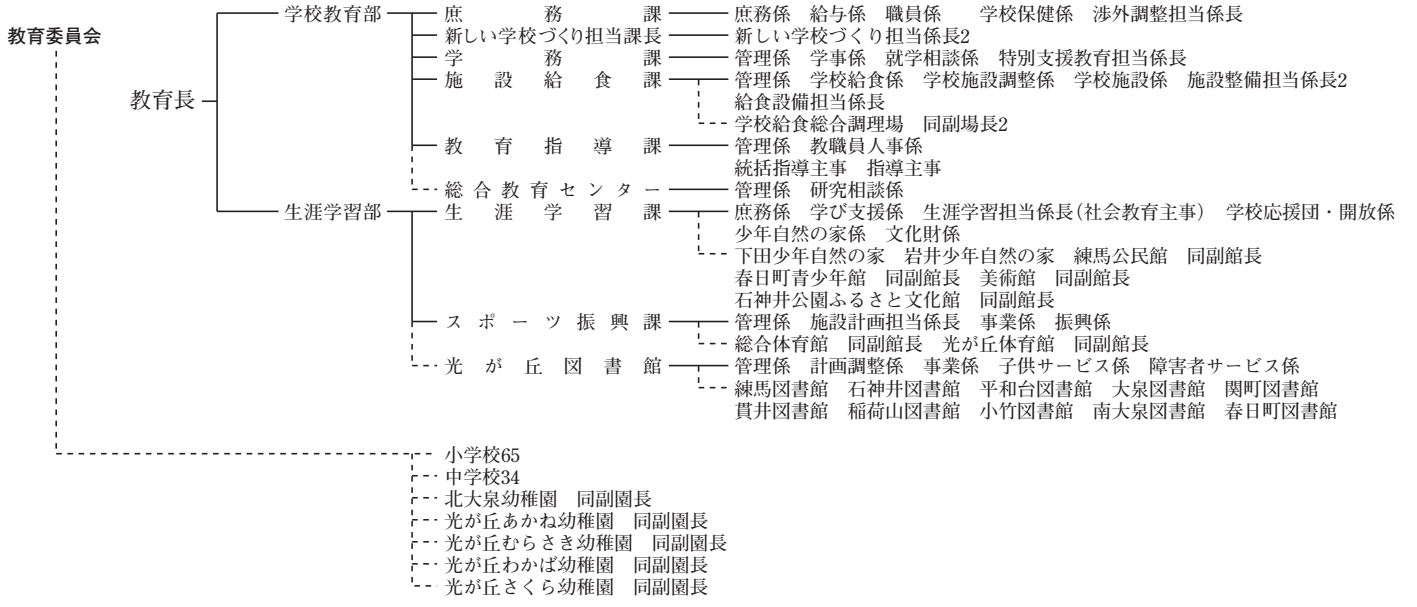 学校教育部 庶務課 庶務係 給与係 職員係 学校保健係 渉外調整担当係長
教育委員会 新しい学校づくり担当課長 新しい学校づくり担当係長2
学務課 管理係 学事係 就学相談係 特別支援教育担当係長
施設給食課 管理係 学校給食係 学校施設調整係 学校施設係 施設整備担当係長2
教育長 給食設備担当係長
学校給食総合調理場 同副場長2
教育指導課 管理係 教職員人事係
統括指導主事 指導主事
総合教育センター 管理係 研究相談係
生涯学習部 生涯学習課 庶務係 学び支援係 生涯学習担当係長(社会教育主事) 学校応援団・開放係
少年自然の家係 文化財係
下田少年自然の家 岩井少年自然の家 練馬公民館 同副館長
春日町青少年館 同副館長 美術館 同副館長
石神井公園ふるさと文化館 同副館長
スポーツ振興課 管理係 施設計画担当係長 事業係 振興係
総合体育館 同副館長 光が丘体育館 同副館長
光が丘図書館 管理係 計画調整係 事業係 子供サービス係 障害者サービス係
練馬図書館 石神井図書館 平和台図書館 大泉図書館 関町図書館
貫井図書館 稲荷山図書館 小竹図書館 南大泉図書館 春日町図書館
小学校65
中学校34
北大泉幼稚園 同副園長
光が丘あかね幼稚園 同副園長
光が丘むらさき幼稚園 同副園長
光が丘わかば幼稚園 同副園長
光が丘さくら幼稚園 同副園長